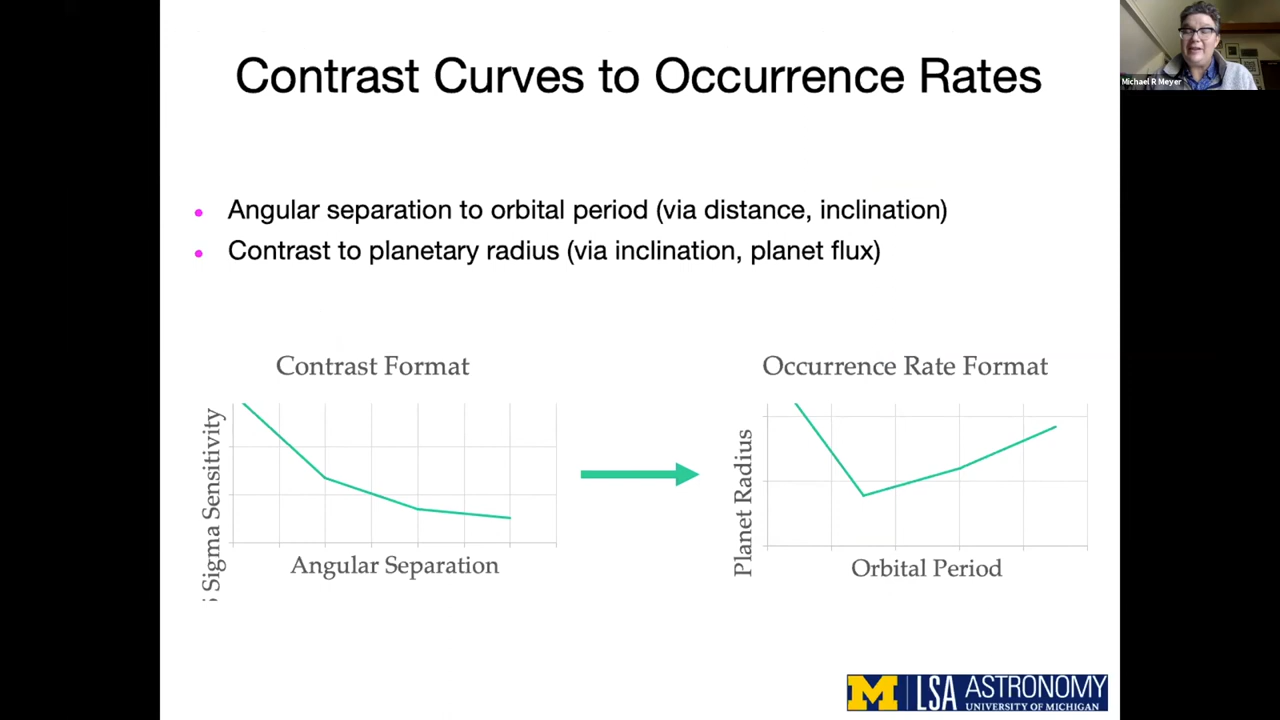 Contrast Curves to Occurrence Rates
Michael R Meyer
• Angular separation to orbital period (via distance, inclination)
• Contrast to planetary radius (via inclination, planet flux)
Contrast Format
Sigma Sensitivity
Angular Separation
Occurrence Rate Format
Planet Radius
Orbital Period
M LSA ASTRONOMY
UNIVERSITY OF MICHIGAN